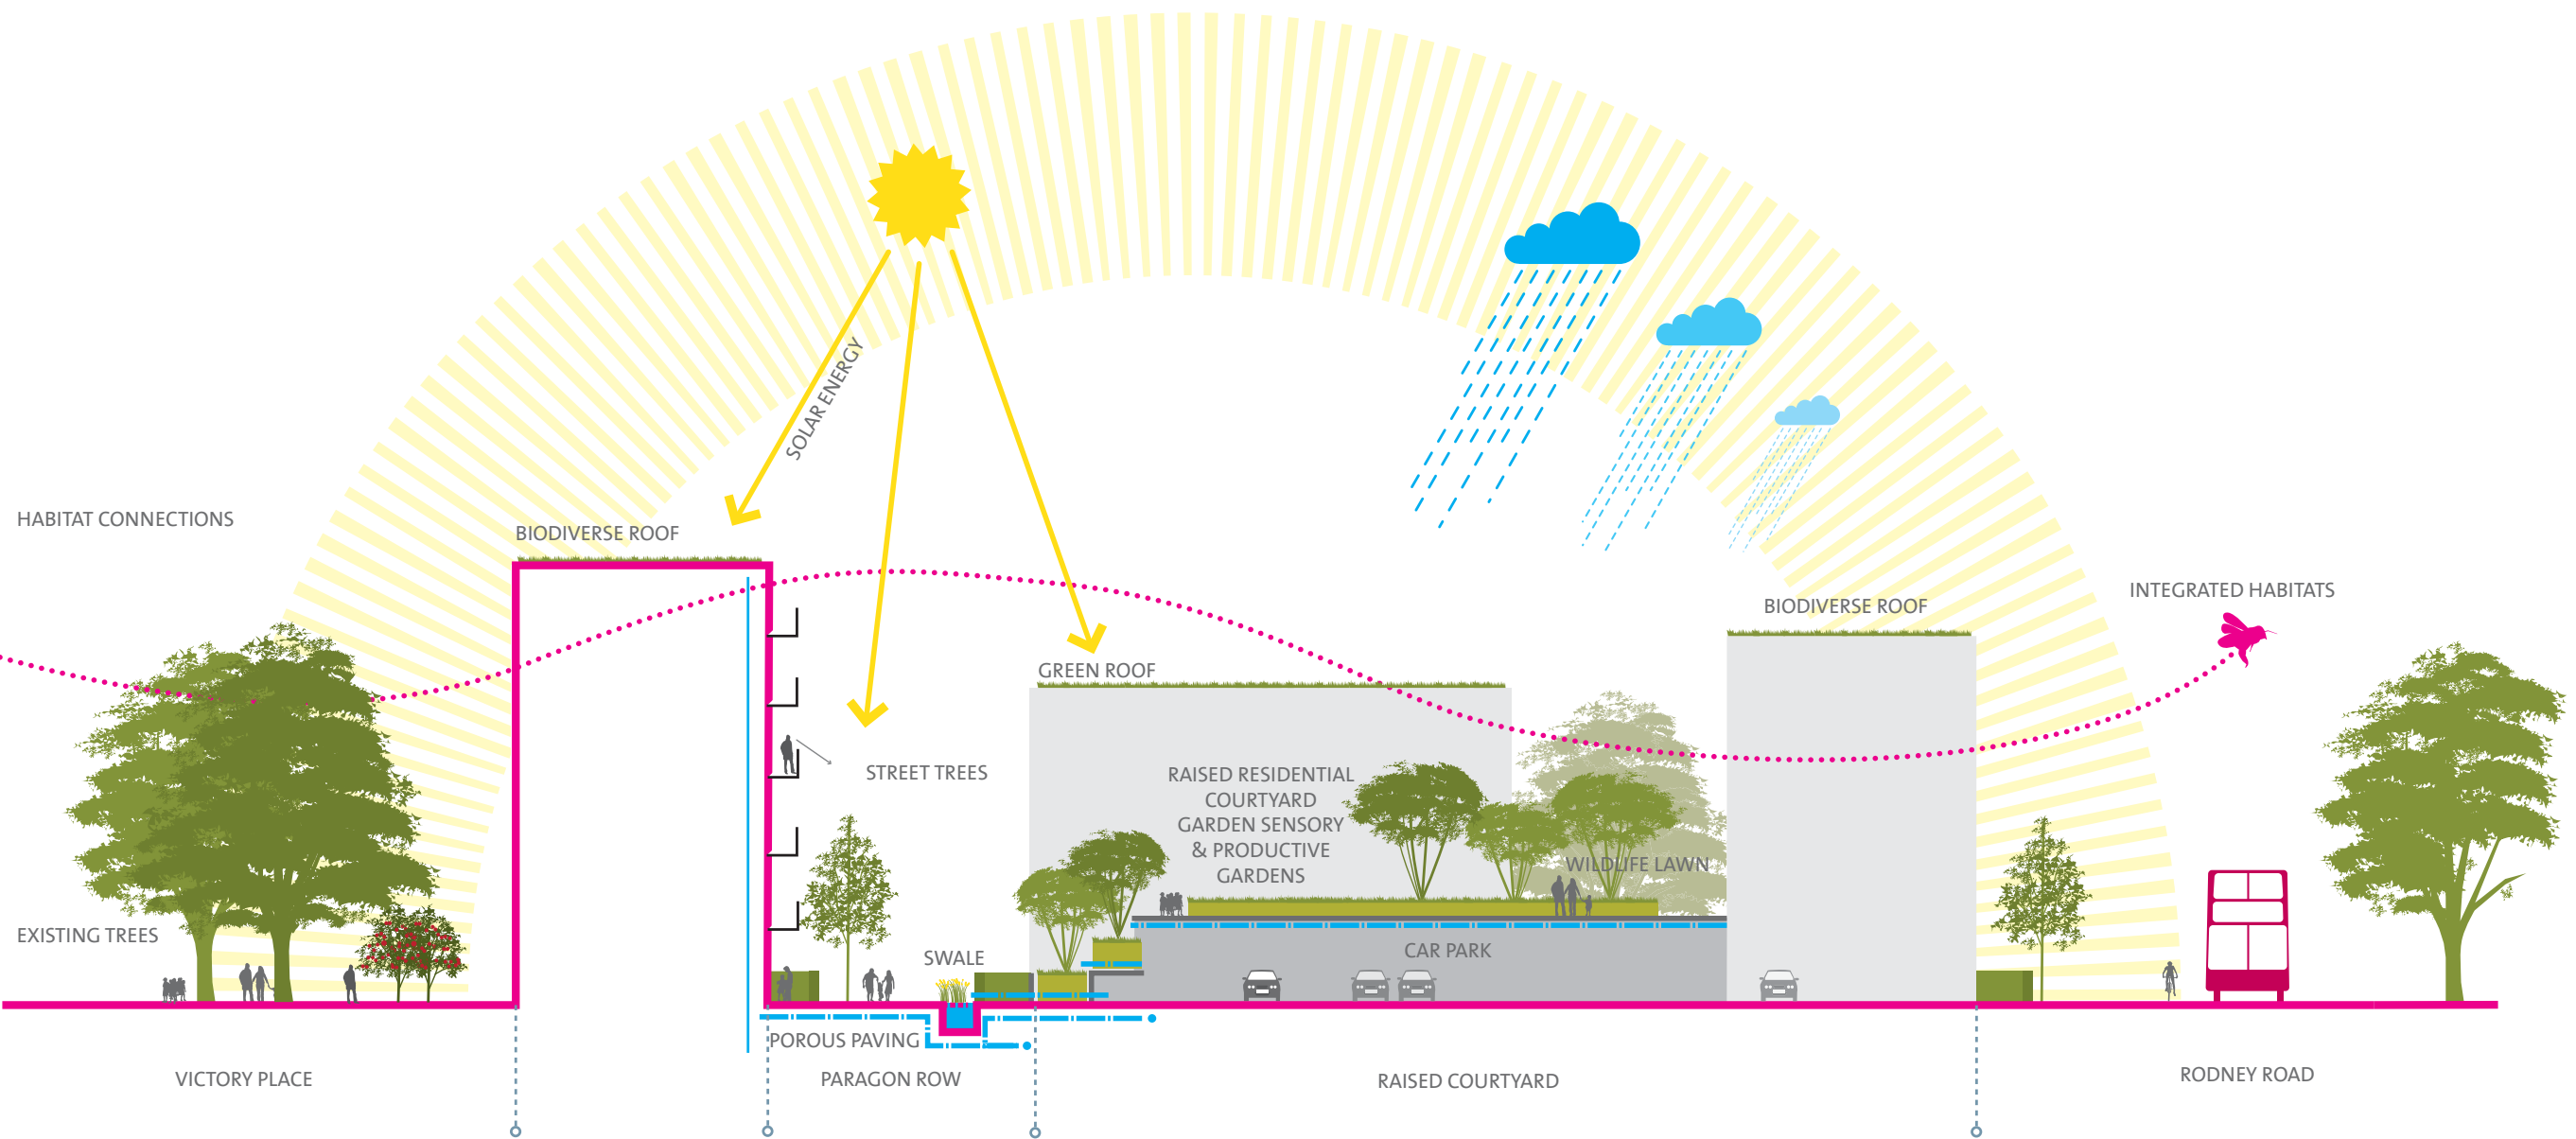 SOLAR ENERGY
HABITAT CONNECTIONS
BIODIVERSE ROOF
INTEGRATED HABITATS
BIODIVERSE ROOF
GREEN ROOF
STREET TREES
RAISED RESIDENTIAL
COURTYARD
GARDEN SENSORY
& PRODUCTIVE
GARDENS
WILDLIFE LAWN
EXISTING TREES
SWALE
CAR PARK
POROUS PAVING
VICTORY PLACE
PARAGON ROW
RAISED COURTYARD
RODNEY ROAD